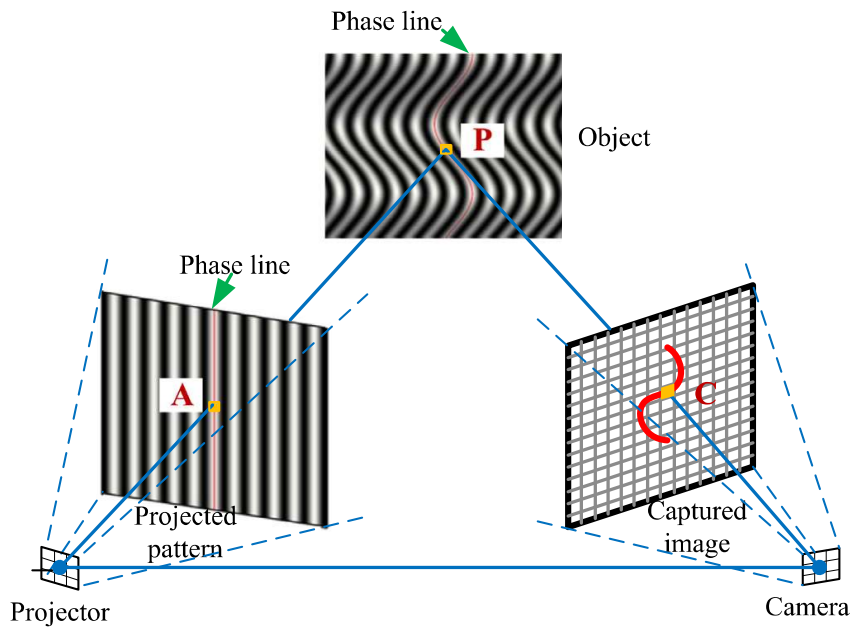 Phase line
P
Object
Phase line
A
C
Projected
pattern
Captured
image
Projector
Camera